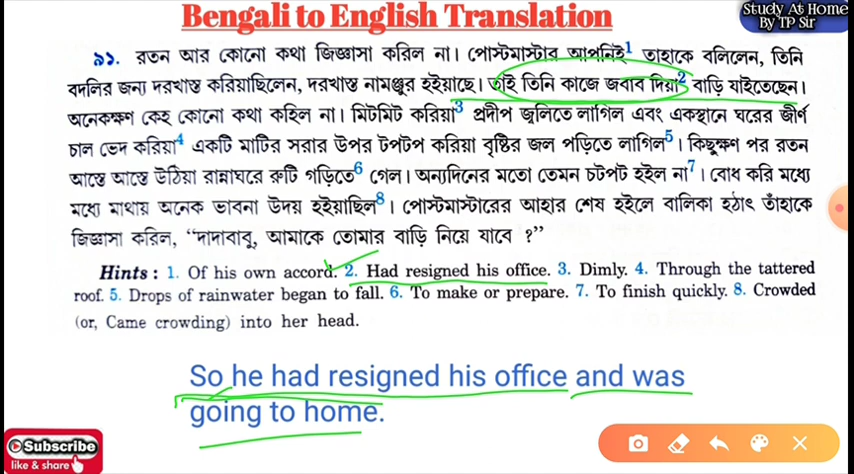 Bengali to English Translation
Study At Home
By TP Sir
৯১. রতন আর কোনো কথা জিজ্ঞাসা করিল না। পোস্টমাস্টার আপনিই1 তাহাকে বলিলেন, তিনি
বদলির জন্য দরখাস্ত করিয়াছিলেন, দরখাস্ত নামঞ্জুর হইয়াছে। তাই তিনি কাজে জবাব দিয়া2 বাড়ি যাইতেছেন।
অনেকক্ষণ কেহ কোনো কথা কহিল না। মিটমিট করিয়া3 প্রদীপ জ্বলিতে লাগিল এবং একস্থানে ঘরের জীর্ণ
চাল ভেদ করিয়া4 একটি মাটির সরার উপর টপটপ করিয়া বৃষ্টির জল পড়িতে লাগিল5। কিছুক্ষণ পর রতন
আস্তে আস্তে উঠিয়া রান্নাঘরে রুটি গড়িতে6 গেল। অন্যদিনের মতো তেমন চটপট হইল না7। বোধ করি মধ্যে
মধ্যে মাথায় অনেক ভাবনা উদয় হইয়াছিল8। পোস্টমাস্টারের আহার শেষ হইলে বালিকা হঠাৎ তাঁহাকে
জিজ্ঞাসা করিল, “দাদাবাবু, আমাকে তোমার বাড়ি নিয়ে যাবে ?”
Hints : 1. Of his own accord. 2. Had resigned his office. 3. Dimly. 4. Through the tattered
roof. 5. Drops of rainwater began to fall. 6. To make or prepare. 7. To finish quickly. 8. Crowded
(or, Came crowding) into her head.
So he had resigned his office and was
going to home.
Subscribe
like & share